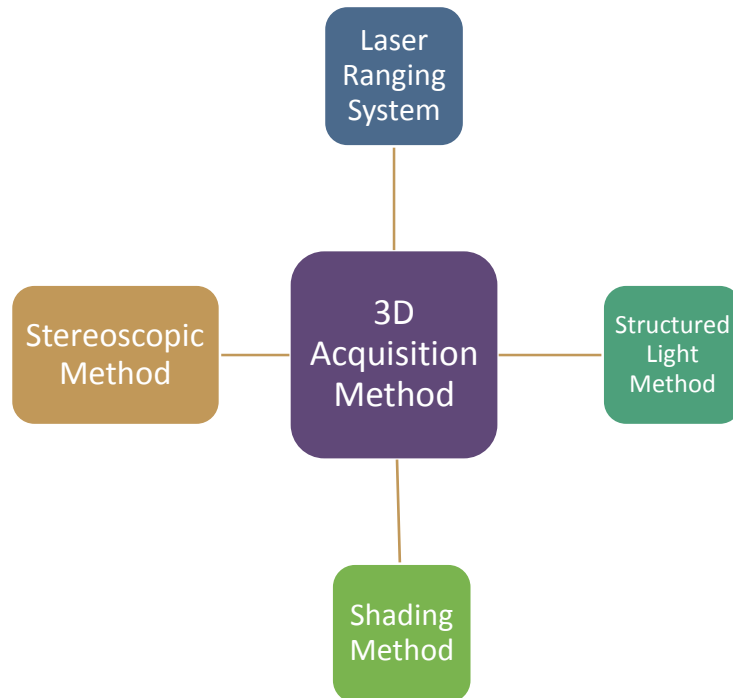 Laser
Ranging
System
Stereoscopic
Method
3D
Acquisition
Method
Structured
Light
Method
Shading
Method